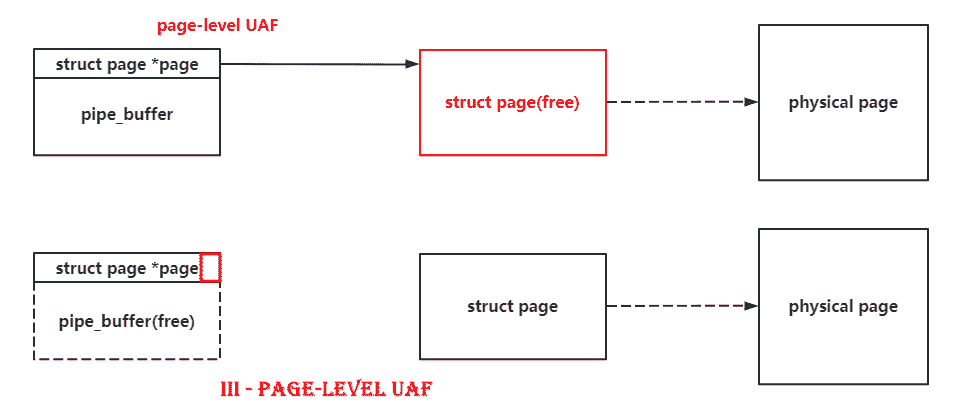 page-level UAF
struct page *page
pipe_buffer
struct page(free)
physical page
struct page *page
pipe_buffer(free)
struct page
physical page
III - PAGE-LEVEL UAF